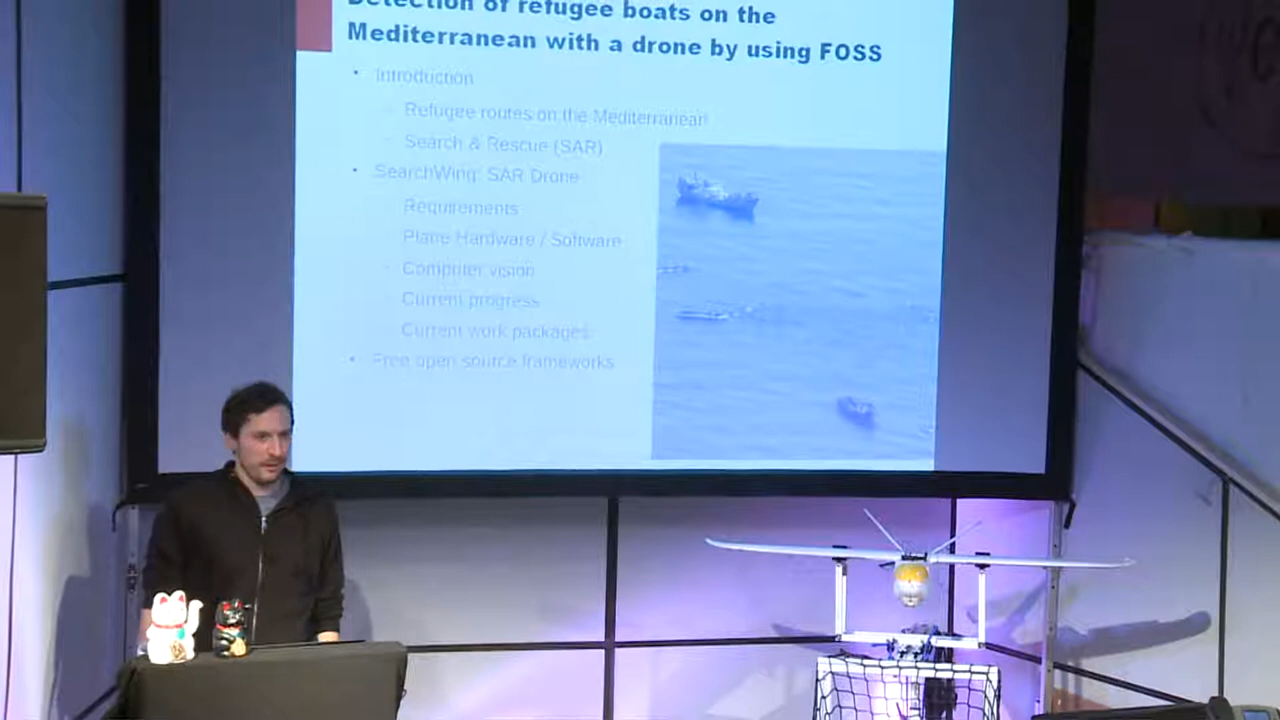 Detection of refugee boats on the
Mediterranean with a drone by using FOSS
• Introduction
– Refugee routes on the Mediterranean
– Search & Rescue (SAR)
• SearchWing: SAR Drone
– Requirements
– Plane Hardware / Software
– Computer vision
– Current progress
– Current work packages
• Free open source frameworks